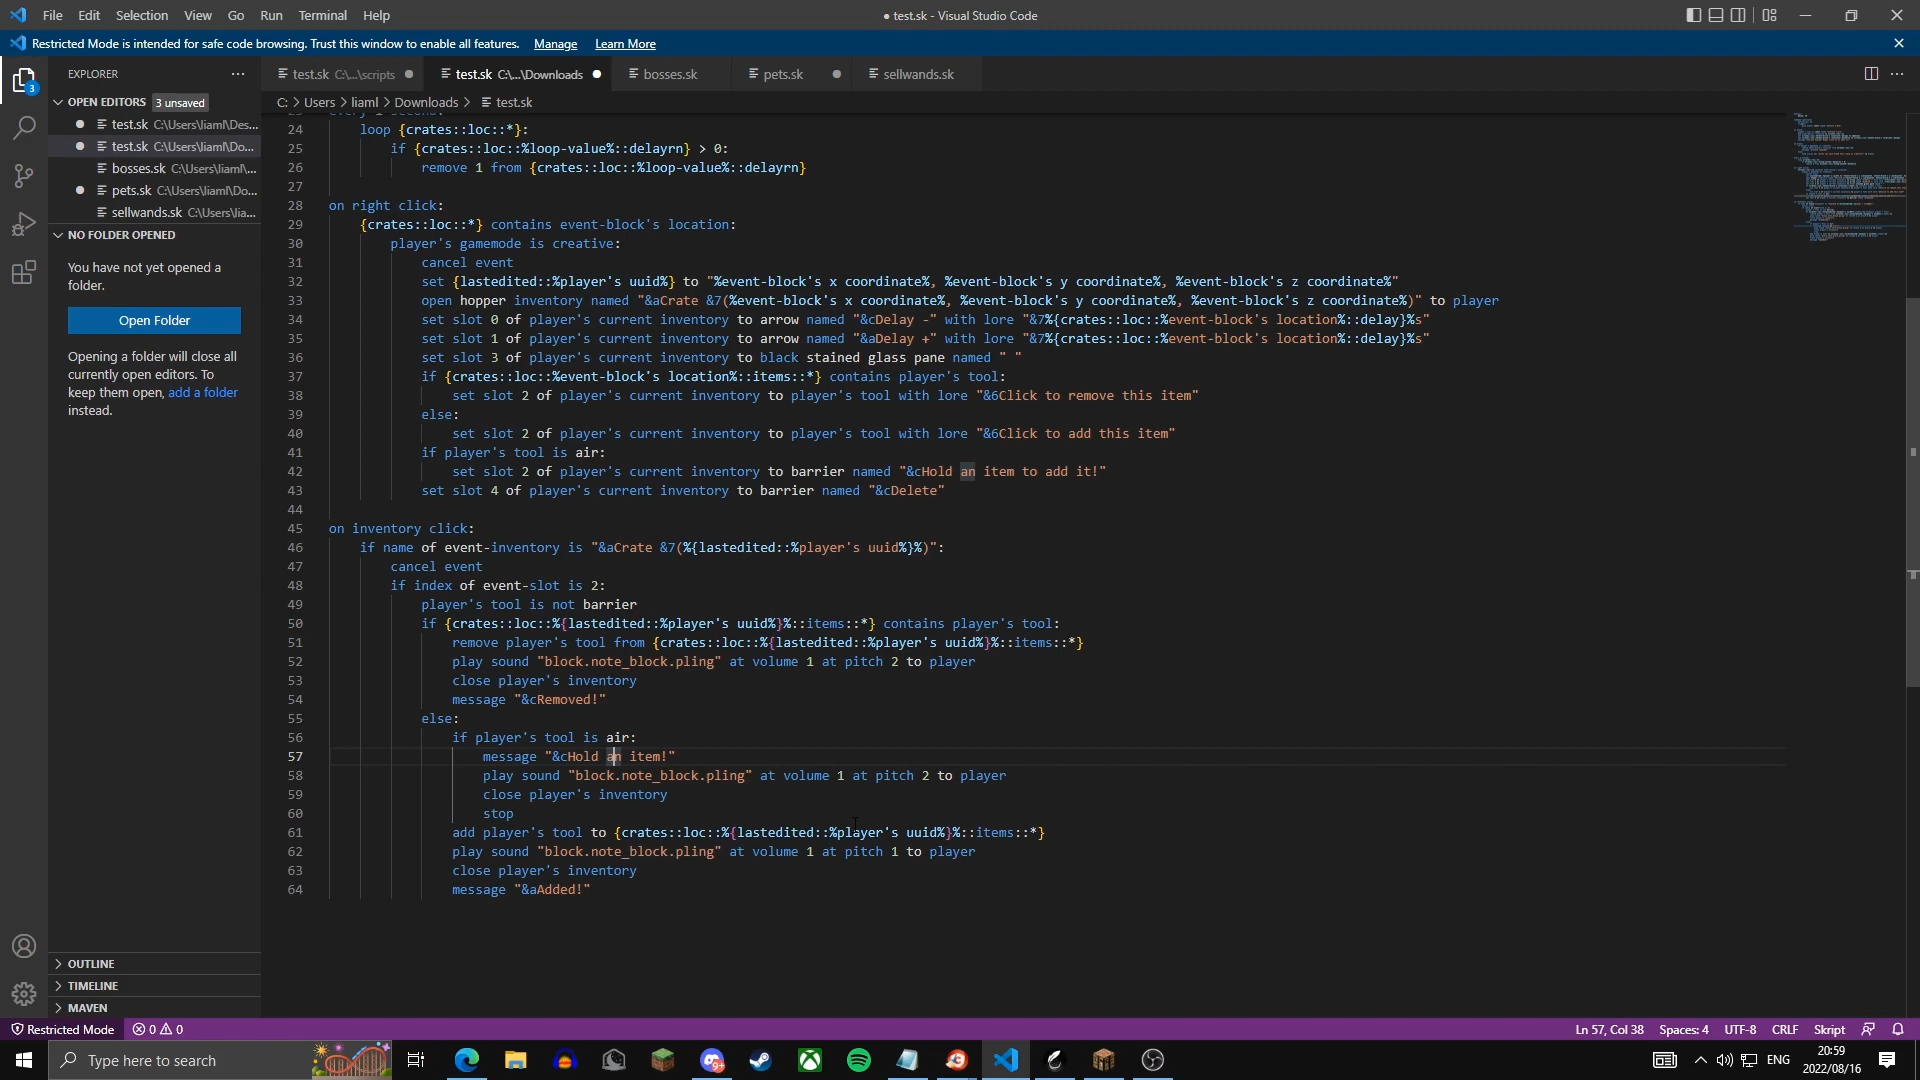 File Edit Selection View Go Run Terminal Help
● test.sk - Visual Studio Code
Restricted Mode is intended for safe code browsing. Trust this window to enable all features. Manage Learn More
EXPLORER
OPEN EDITORS 3 unsaved
test.sk C:\Users\liaml\Des...
test.sk C:\Users\liaml\Do...
bosses.sk C:\Users\liaml\...
pets.sk C:\Users\liaml\Do...
sellwands.sk C:\Users\lia...
NO FOLDER OPENED
You have not yet opened a
folder.
Open Folder
Opening a folder will close all
currently open editors. To
keep them open, add a folder
instead.
OUTLINE
TIMELINE
MAVEN
test.sk C:\...\scripts test.sk C:\...\Downloads bosses.sk pets.sk sellwands.sk
C: > Users > liaml > Downloads > test.sk
24 loop {crates::loc::*}:
25 if {crates::loc::%loop-value%::delayrn} > 0:
26 remove 1 from {crates::loc::%loop-value%::delayrn}
27
28 on right click:
29 {crates::loc::*} contains event-block's location:
30 player's gamemode is creative:
31 cancel event
32 set {lastedited::%player's uuid%} to "%event-block's x coordinate%, %event-block's y coordinate%, %event-block's z coordinate%"
33 open hopper inventory named "&aCrate &7(%event-block's x coordinate%, %event-block's y coordinate%, %event-block's z coordinate%)" to player
34 set slot 0 of player's current inventory to arrow named "&cDelay -" with lore "&7%{crates::loc::%event-block's location%::delay}%s"
35 set slot 1 of player's current inventory to arrow named "&aDelay +" with lore "&7%{crates::loc::%event-block's location%::delay}%s"
36 set slot 3 of player's current inventory to black stained glass pane named " "
37 if {crates::loc::%event-block's location%::items::*} contains player's tool:
38 set slot 2 of player's current inventory to player's tool with lore "&6Click to remove this item"
39 else:
40 set slot 2 of player's current inventory to player's tool with lore "&6Click to add this item"
41 if player's tool is air:
42 set slot 2 of player's current inventory to barrier named "&cHold an item to add it!"
43 set slot 4 of player's current inventory to barrier named "&cDelete"
44
45 on inventory click:
46 if name of event-inventory is "&aCrate &7(%{lastedited::%player's uuid%}%)":
47 cancel event
48 if index of event-slot is 2:
49 player's tool is not barrier
50 if {crates::loc::%{lastedited::%player's uuid%}%::items::*} contains player's tool:
51 remove player's tool from {crates::loc::%{lastedited::%player's uuid%}%::items::*}
52 play sound "block.note_block.pling" at volume 1 at pitch 2 to player
53 close player's inventory
54 message "&cRemoved!"
55 else:
56 if player's tool is air:
57 message "&cHold an item!"
58 play sound "block.note_block.pling" at volume 1 at pitch 2 to player
59 close player's inventory
60 stop
61 add player's tool to {crates::loc::%{lastedited::%player's uuid%}%::items::*}
62 play sound "block.note_block.pling" at volume 1 at pitch 1 to player
63 close player's inventory
64 message "&aAdded!"
Restricted Mode 0 0 Ln 57, Col 38 Spaces: 4 UTF-8 CRLF Skript
Type here to search
ENG
20:59
2022/08/16